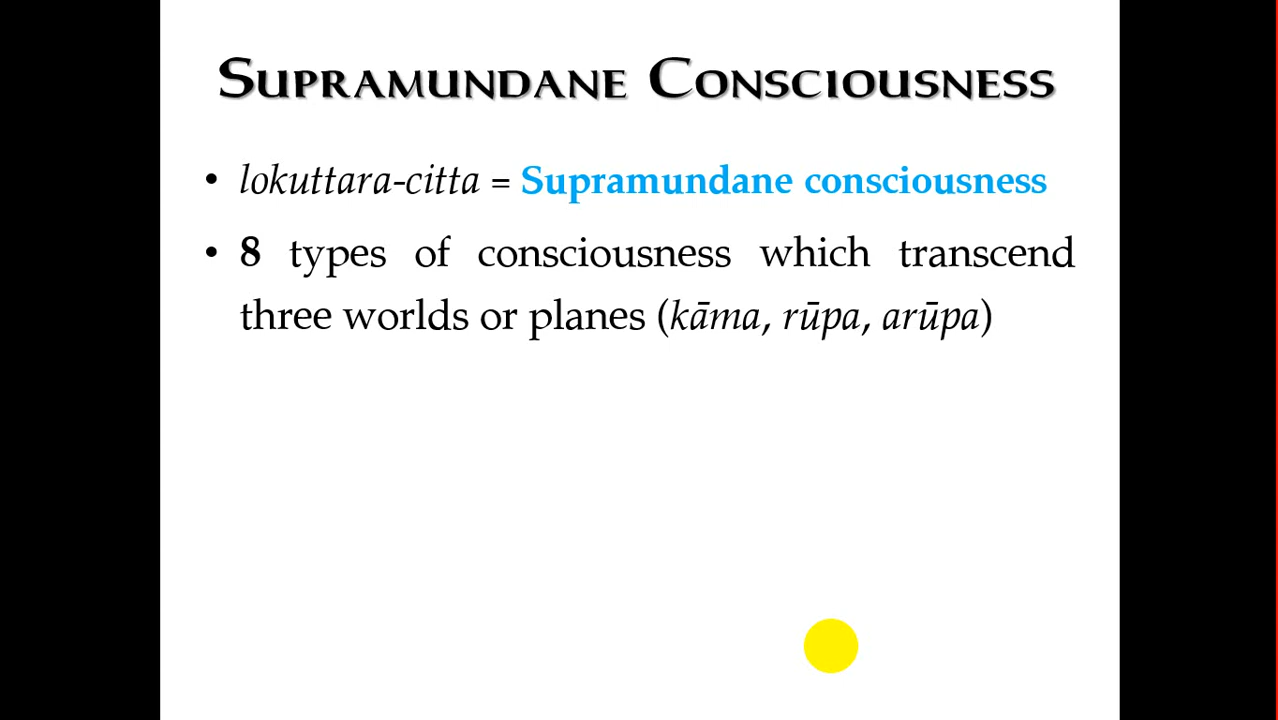 Supramundane Consciousness
• lokuttara-citta = Supramundane consciousness
• 8 types of consciousness which transcend
three worlds or planes (kāma, rūpa, arūpa)